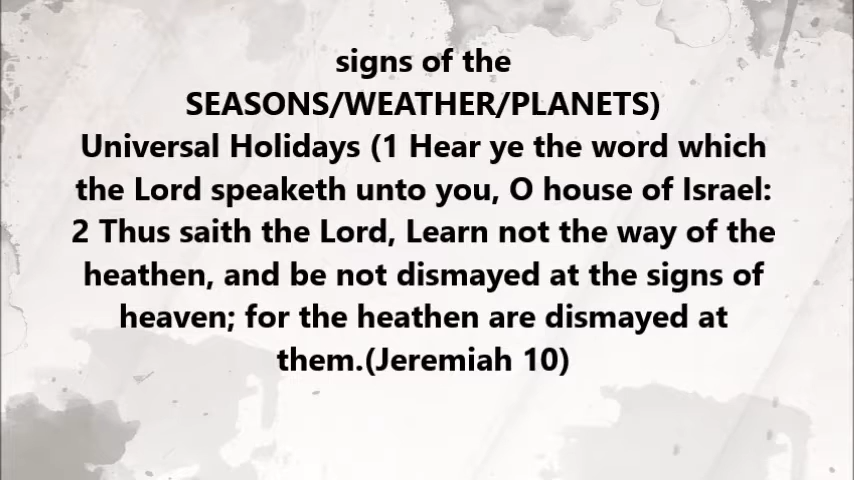 signs of the
SEASONS/WEATHER/PLANETS)
Universal Holidays (1 Hear ye the word which
the Lord speaketh unto you, O house of Israel:
2 Thus saith the Lord, Learn not the way of the
heathen, and be not dismayed at the signs of
heaven; for the heathen are dismayed at
them.(Jeremiah 10)